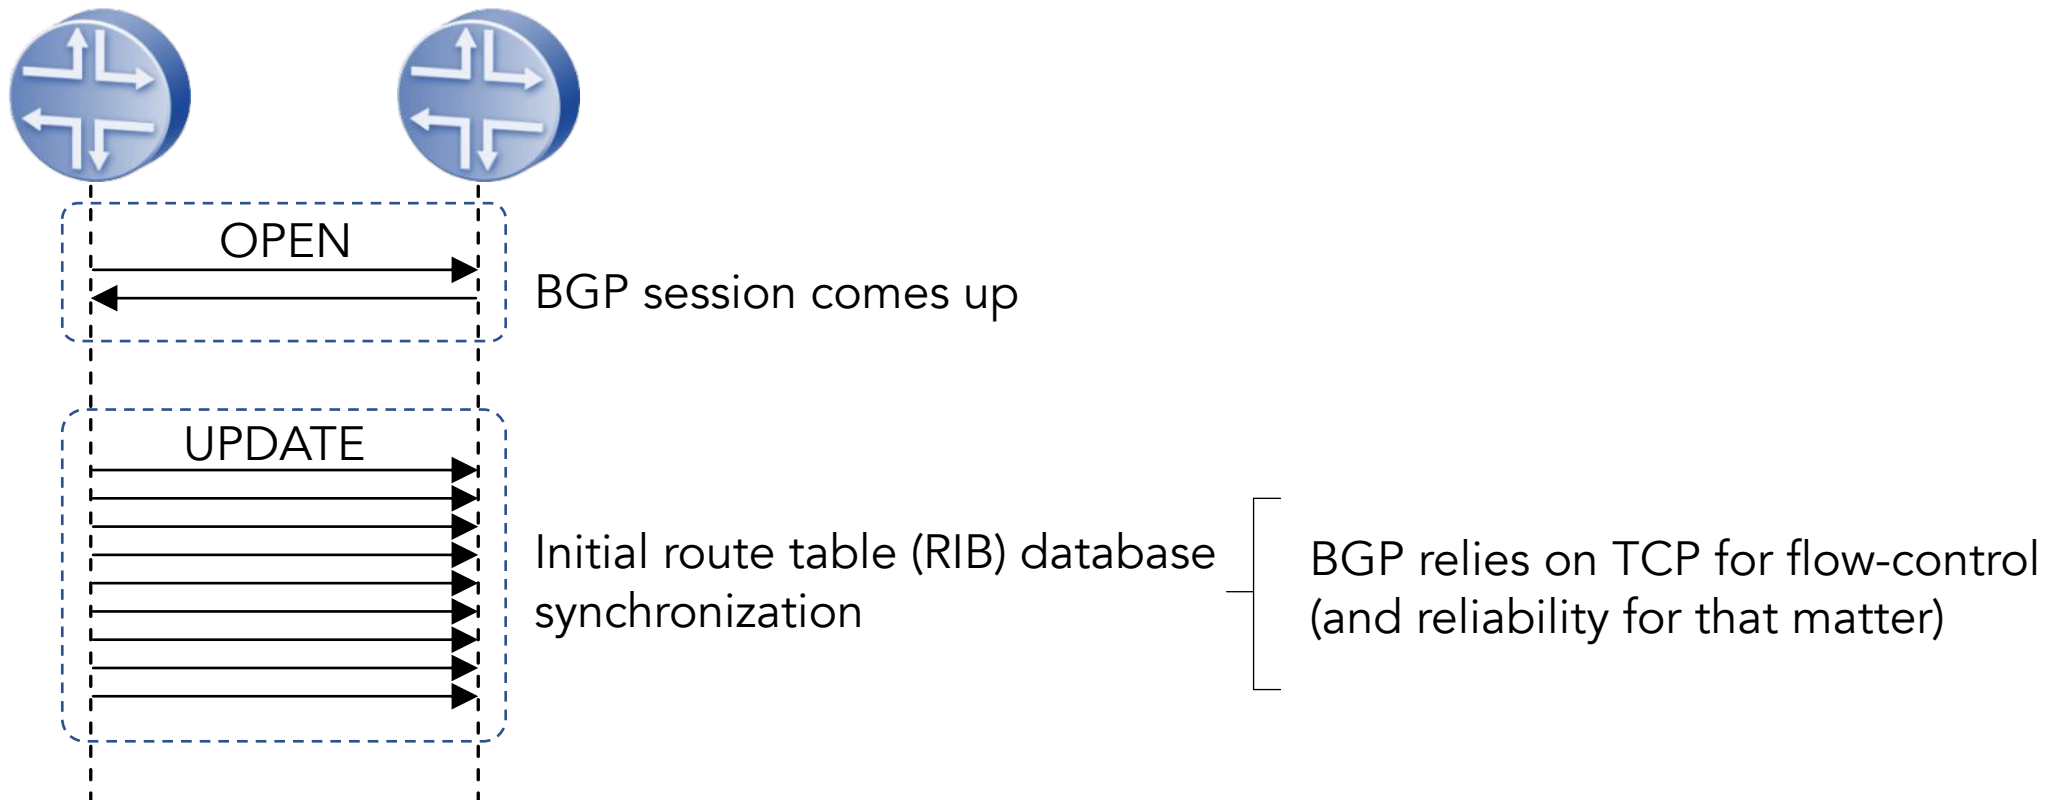 OPEN
BGP session comes up
UPDATE
Initial route table (RIB) database
synchronization
BGP relies on TCP for flow-control
(and reliability for that matter)